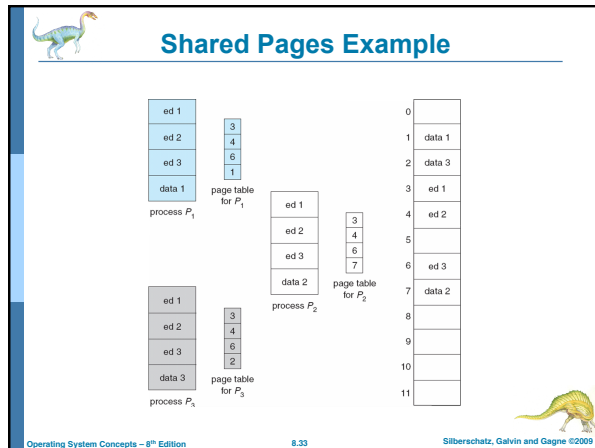 Shared Pages Example
ed 1
ed 2
ed 3
data 1
process P1
3
4
6
1
page table
for P1
ed 1
ed 2
ed 3
data 2
process P2
3
4
6
7
page table
for P2
ed 1
ed 2
ed 3
data 3
process P3
3
4
6
2
page table
for P3
0
1 data 1
2 data 3
3 ed 1
4 ed 2
5
6 ed 3
7 data 2
8
9
10
11
Operating System Concepts – 8th Edition 8.33 Silberschatz, Galvin and Gagne ©2009